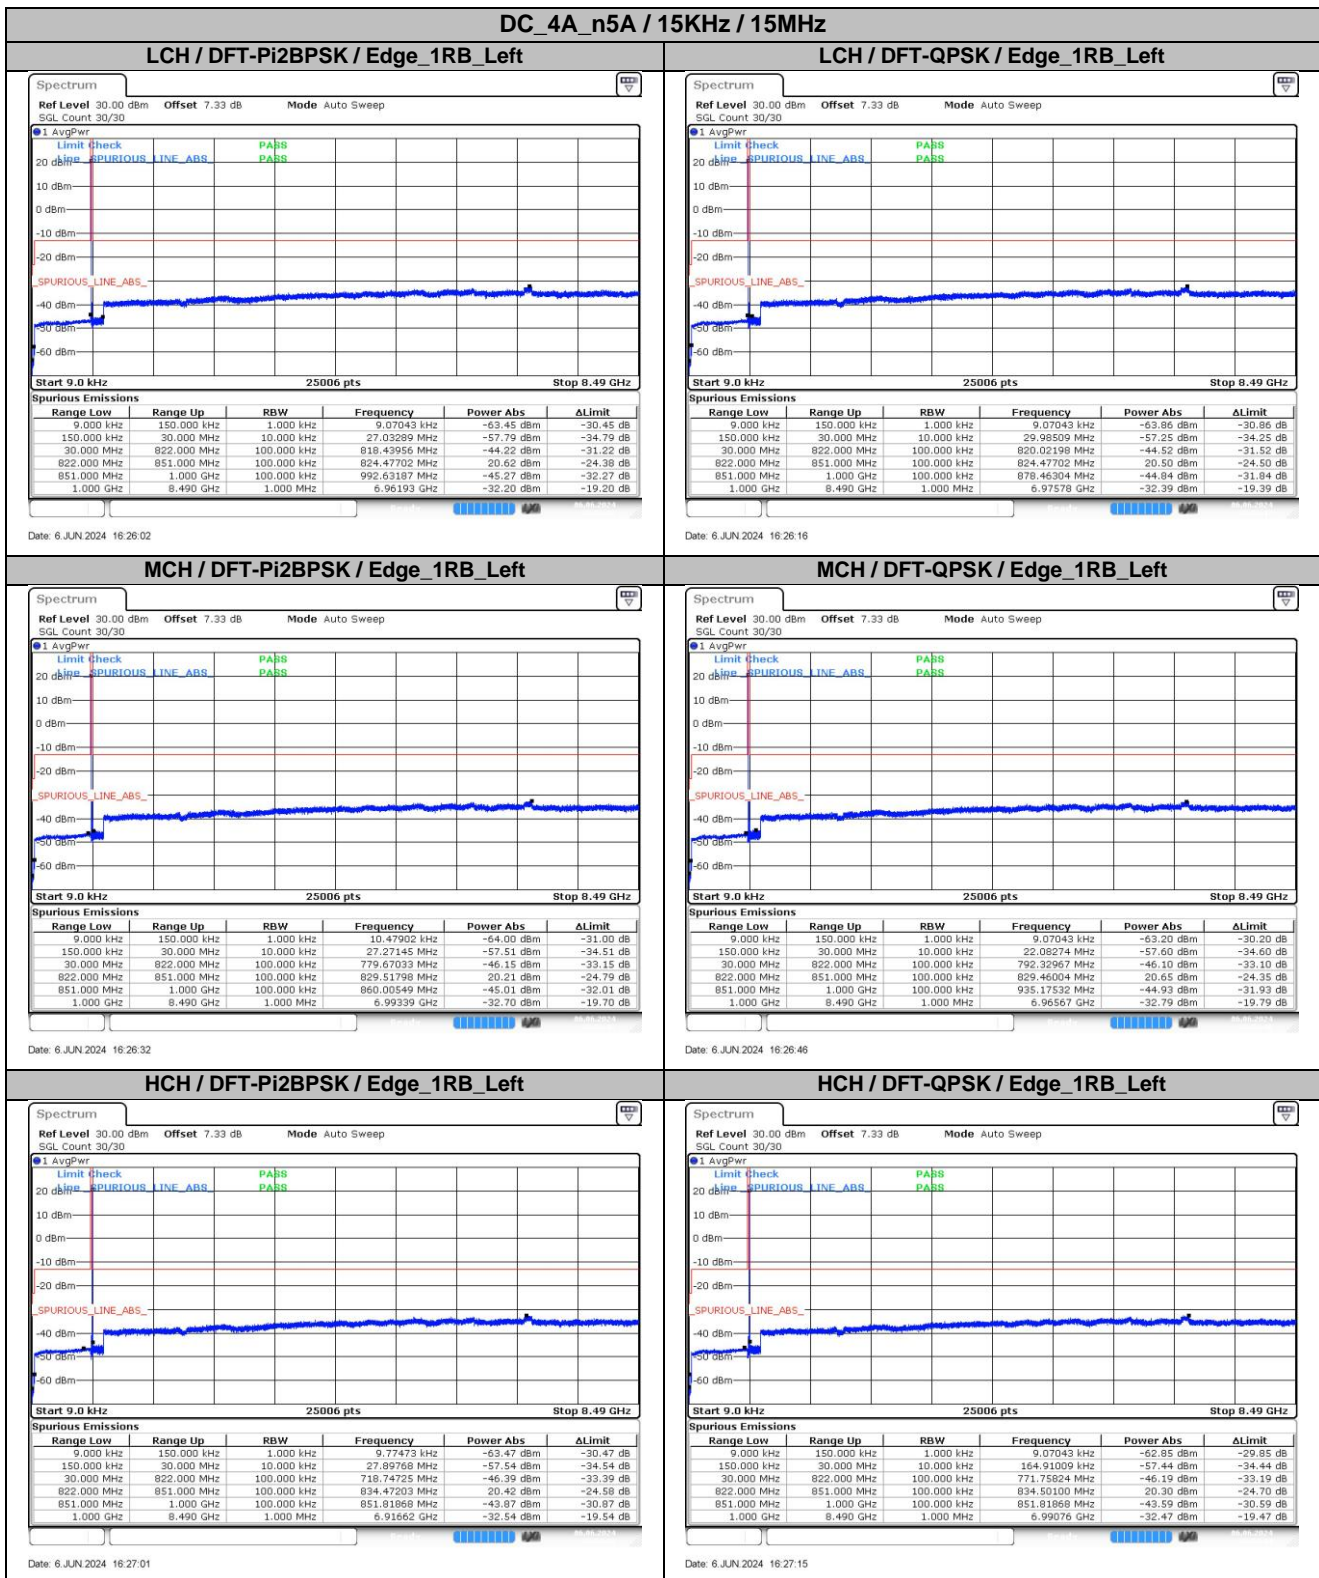 DC_4A_n5A / 15KHz / 15MHz
LCH / DFT-Pi2BPSK / Edge_1RB_Left
Spectrum
Ref Level 30.00 dBm Offset 7.33 dB Mode Auto Sweep
SGL Count 30/30
1 AvgPwr
Limit Check PASS
Line _SPURIOUS_LINE_ABS_ PASS
20 dBm
10 dBm
0 dBm
-10 dBm
-20 dBm
_SPURIOUS_LINE_ABS_
-40 dBm
-50 dBm
-60 dBm
Start 9.0 kHz 25006 pts Stop 8.49 GHz
Spurious Emissions
Range Low Range Up RBW Frequency Power Abs ΔLimit
9.000 kHz 150.000 kHz 1.000 kHz 9.07043 kHz -63.45 dBm -30.45 dB
150.000 kHz 30.000 MHz 10.000 kHz 27.03289 MHz -57.79 dBm -34.79 dB
30.000 MHz 822.000 MHz 100.000 kHz 818.43956 MHz -44.22 dBm -31.22 dB
822.000 MHz 851.000 MHz 100.000 kHz 824.47702 MHz 20.62 dBm -24.38 dB
851.000 MHz 1.000 GHz 100.000 kHz 992.63187 MHz -45.27 dBm -32.27 dB
1.000 GHz 8.490 GHz 1.000 MHz 6.96193 GHz -32.20 dBm -19.20 dB
Date: 6.JUN.2024 16:26:02
LCH / DFT-QPSK / Edge_1RB_Left
Spectrum
Ref Level 30.00 dBm Offset 7.33 dB Mode Auto Sweep
SGL Count 30/30
1 AvgPwr
Limit Check PASS
Line _SPURIOUS_LINE_ABS_ PASS
20 dBm
10 dBm
0 dBm
-10 dBm
-20 dBm
_SPURIOUS_LINE_ABS_
-40 dBm
-50 dBm
-60 dBm
Start 9.0 kHz 25006 pts Stop 8.49 GHz
Spurious Emissions
Range Low Range Up RBW Frequency Power Abs ΔLimit
9.000 kHz 150.000 kHz 1.000 kHz 9.07043 kHz -63.86 dBm -30.86 dB
150.000 kHz 30.000 MHz 10.000 kHz 29.98509 MHz -57.25 dBm -34.25 dB
30.000 MHz 822.000 MHz 100.000 kHz 820.02198 MHz -44.52 dBm -31.52 dB
822.000 MHz 851.000 MHz 100.000 kHz 824.47702 MHz 20.50 dBm -24.50 dB
851.000 MHz 1.000 GHz 100.000 kHz 878.46304 MHz -44.84 dBm -31.84 dB
1.000 GHz 8.490 GHz 1.000 MHz 6.97578 GHz -32.39 dBm -19.39 dB
Date: 6.JUN.2024 16:26:16
MCH / DFT-Pi2BPSK / Edge_1RB_Left
Spectrum
Ref Level 30.00 dBm Offset 7.33 dB Mode Auto Sweep
SGL Count 30/30
1 AvgPwr
Limit Check PASS
Line _SPURIOUS_LINE_ABS_ PASS
20 dBm
10 dBm
0 dBm
-10 dBm
-20 dBm
_SPURIOUS_LINE_ABS_
-40 dBm
-50 dBm
-60 dBm
Start 9.0 kHz 25006 pts Stop 8.49 GHz
Spurious Emissions
Range Low Range Up RBW Frequency Power Abs ΔLimit
9.000 kHz 150.000 kHz 1.000 kHz 10.47902 kHz -64.00 dBm -31.00 dB
150.000 kHz 30.000 MHz 10.000 kHz 27.27145 MHz -57.51 dBm -34.51 dB
30.000 MHz 822.000 MHz 100.000 kHz 779.67033 MHz -46.15 dBm -33.15 dB
822.000 MHz 851.000 MHz 100.000 kHz 829.51798 MHz 20.21 dBm -24.79 dB
851.000 MHz 1.000 GHz 100.000 kHz 860.00549 MHz -45.01 dBm -32.01 dB
1.000 GHz 8.490 GHz 1.000 MHz 6.99339 GHz -32.70 dBm -19.70 dB
Date: 6.JUN.2024 16:26:32
MCH / DFT-QPSK / Edge_1RB_Left
Spectrum
Ref Level 30.00 dBm Offset 7.33 dB Mode Auto Sweep
SGL Count 30/30
1 AvgPwr
Limit Check PASS
Line _SPURIOUS_LINE_ABS_ PASS
20 dBm
10 dBm
0 dBm
-10 dBm
-20 dBm
_SPURIOUS_LINE_ABS_
-40 dBm
-50 dBm
-60 dBm
Start 9.0 kHz 25006 pts Stop 8.49 GHz
Spurious Emissions
Range Low Range Up RBW Frequency Power Abs ΔLimit
9.000 kHz 150.000 kHz 1.000 kHz 9.07043 kHz -63.20 dBm -30.20 dB
150.000 kHz 30.000 MHz 10.000 kHz 22.08274 MHz -57.60 dBm -34.60 dB
30.000 MHz 822.000 MHz 100.000 kHz 792.32967 MHz -46.10 dBm -33.10 dB
822.000 MHz 851.000 MHz 100.000 kHz 829.46004 MHz 20.65 dBm -24.35 dB
851.000 MHz 1.000 GHz 100.000 kHz 935.17532 MHz -44.93 dBm -31.93 dB
1.000 GHz 8.490 GHz 1.000 MHz 6.96567 GHz -32.79 dBm -19.79 dB
Date: 6.JUN.2024 16:26:46
HCH / DFT-Pi2BPSK / Edge_1RB_Left
Spectrum
Ref Level 30.00 dBm Offset 7.33 dB Mode Auto Sweep
SGL Count 30/30
1 AvgPwr
Limit Check PASS
Line _SPURIOUS_LINE_ABS_ PASS
20 dBm
10 dBm
0 dBm
-10 dBm
-20 dBm
_SPURIOUS_LINE_ABS_
-40 dBm
-50 dBm
-60 dBm
Start 9.0 kHz 25006 pts Stop 8.49 GHz
Spurious Emissions
Range Low Range Up RBW Frequency Power Abs ΔLimit
9.000 kHz 150.000 kHz 1.000 kHz 9.77473 kHz -63.47 dBm -30.47 dB
150.000 kHz 30.000 MHz 10.000 kHz 27.89768 MHz -57.54 dBm -34.54 dB
30.000 MHz 822.000 MHz 100.000 kHz 718.74725 MHz -46.39 dBm -33.39 dB
822.000 MHz 851.000 MHz 100.000 kHz 834.47203 MHz 20.42 dBm -24.58 dB
851.000 MHz 1.000 GHz 100.000 kHz 851.81868 MHz -43.87 dBm -30.87 dB
1.000 GHz 8.490 GHz 1.000 MHz 6.91662 GHz -32.54 dBm -19.54 dB
Date: 6.JUN.2024 16:27:01
HCH / DFT-QPSK / Edge_1RB_Left
Spectrum
Ref Level 30.00 dBm Offset 7.33 dB Mode Auto Sweep
SGL Count 30/30
1 AvgPwr
Limit Check PASS
Line _SPURIOUS_LINE_ABS_ PASS
20 dBm
10 dBm
0 dBm
-10 dBm
-20 dBm
_SPURIOUS_LINE_ABS_
-40 dBm
-50 dBm
-60 dBm
Start 9.0 kHz 25006 pts Stop 8.49 GHz
Spurious Emissions
Range Low Range Up RBW Frequency Power Abs ΔLimit
9.000 kHz 150.000 kHz 1.000 kHz 9.07043 kHz -62.85 dBm -29.85 dB
150.000 kHz 30.000 MHz 10.000 kHz 164.91009 kHz -57.44 dBm -34.44 dB
30.000 MHz 822.000 MHz 100.000 kHz 771.75824 MHz -46.19 dBm -33.19 dB
822.000 MHz 851.000 MHz 100.000 kHz 834.50100 MHz 20.30 dBm -24.70 dB
851.000 MHz 1.000 GHz 100.000 kHz 851.81868 MHz -43.59 dBm -30.59 dB
1.000 GHz 8.490 GHz 1.000 MHz 6.99076 GHz -32.47 dBm -19.47 dB
Date: 6.JUN.2024 16:27:15